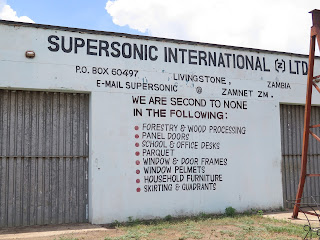 SUPERSONIC INTERNATIONAL (Z) LTD
P.O. BOX 60497 LIVINGSTONE, ZAMBIA
E-MAIL SUPERSONIC @ ZAMNET ZM.
WE ARE SECOND TO NONE
IN THE FOLLOWING:
FORESTRY & WOOD PROCESSING
PANEL DOORS
SCHOOL & OFFICE DESKS
PARQUET
WINDOW & DOOR FRAMES
WINDOW PELMETS
HOUSEHOLD FURNITURE
SKIRTING & QUADRANTS